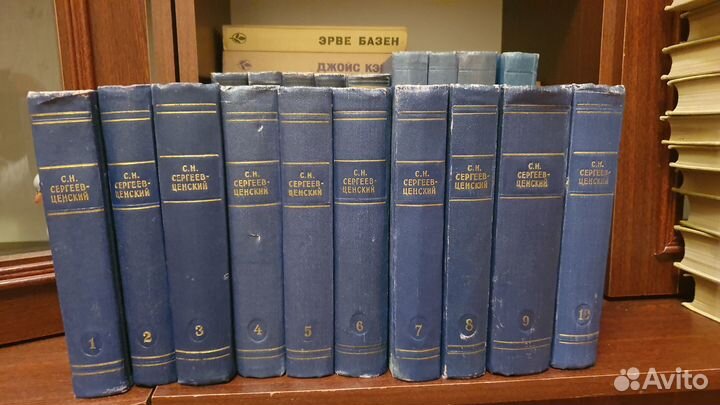 ЭРВЕ БАЗЕН
ДЖОЙС КЭ
С.Н.
СЕРГЕЕВ-
ЦЕНСКИЙ
1
С.Н.
СЕРГЕЕВ-
ЦЕНСКИЙ
2
С.Н.
СЕРГЕЕВ-
ЦЕНСКИЙ
3
С.Н.
СЕРГЕЕВ-
ЦЕНСКИЙ
4
С.Н.
СЕРГЕЕВ-
ЦЕНСКИЙ
5
С.Н.
СЕРГЕЕВ-
ЦЕНСКИЙ
6
С.Н.
СЕРГЕЕВ-
ЦЕНСКИЙ
7
С.Н.
СЕРГЕЕВ-
ЦЕНСКИЙ
8
С.Н.
СЕРГЕЕВ-
ЦЕНСКИЙ
9
С.Н.
СЕРГЕЕВ-
ЦЕНСКИЙ
10
Avito